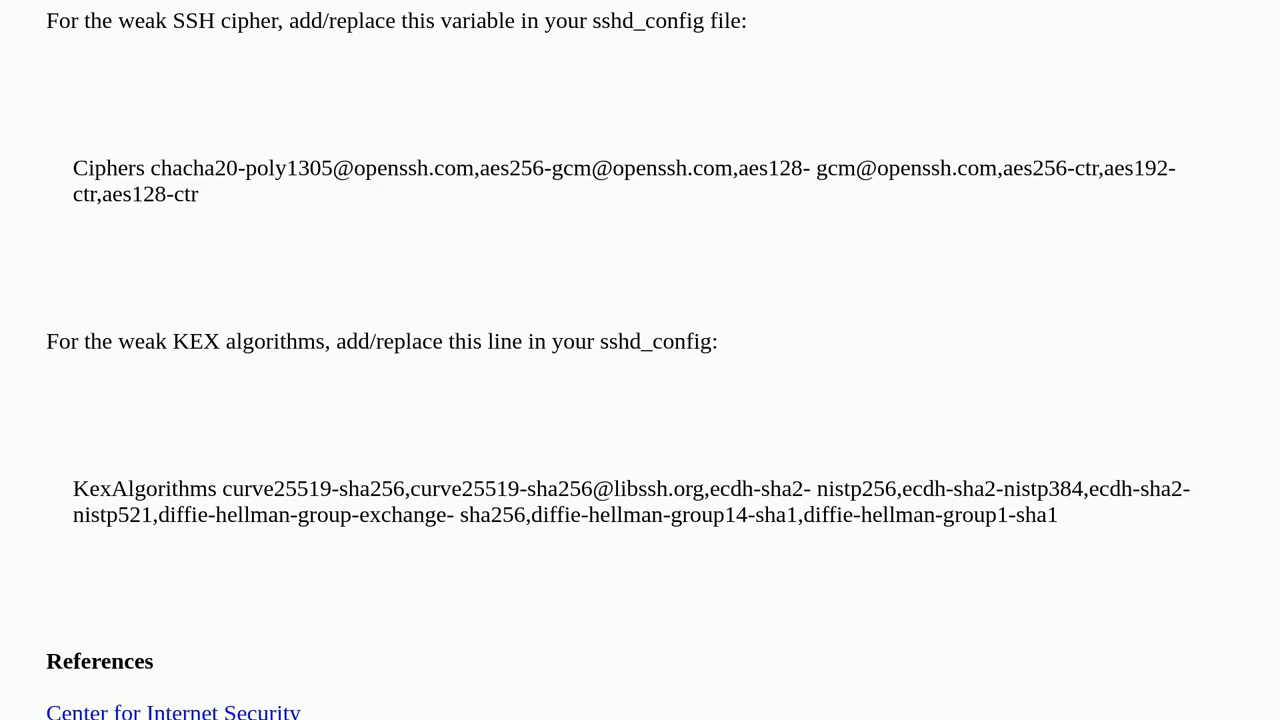 For the weak SSH cipher, add/replace this variable in your sshd_config file:
Ciphers chacha20-poly1305@openssh.com,aes256-gcm@openssh.com,aes128- gcm@openssh.com,aes256-ctr,aes192-
ctr,aes128-ctr
For the weak KEX algorithms, add/replace this line in your sshd_config:
KexAlgorithms curve25519-sha256,curve25519-sha256@libssh.org,ecdh-sha2- nistp256,ecdh-sha2-nistp384,ecdh-sha2-
nistp521,diffie-hellman-group-exchange- sha256,diffie-hellman-group14-sha1,diffie-hellman-group1-sha1
References
Center for Internet Security